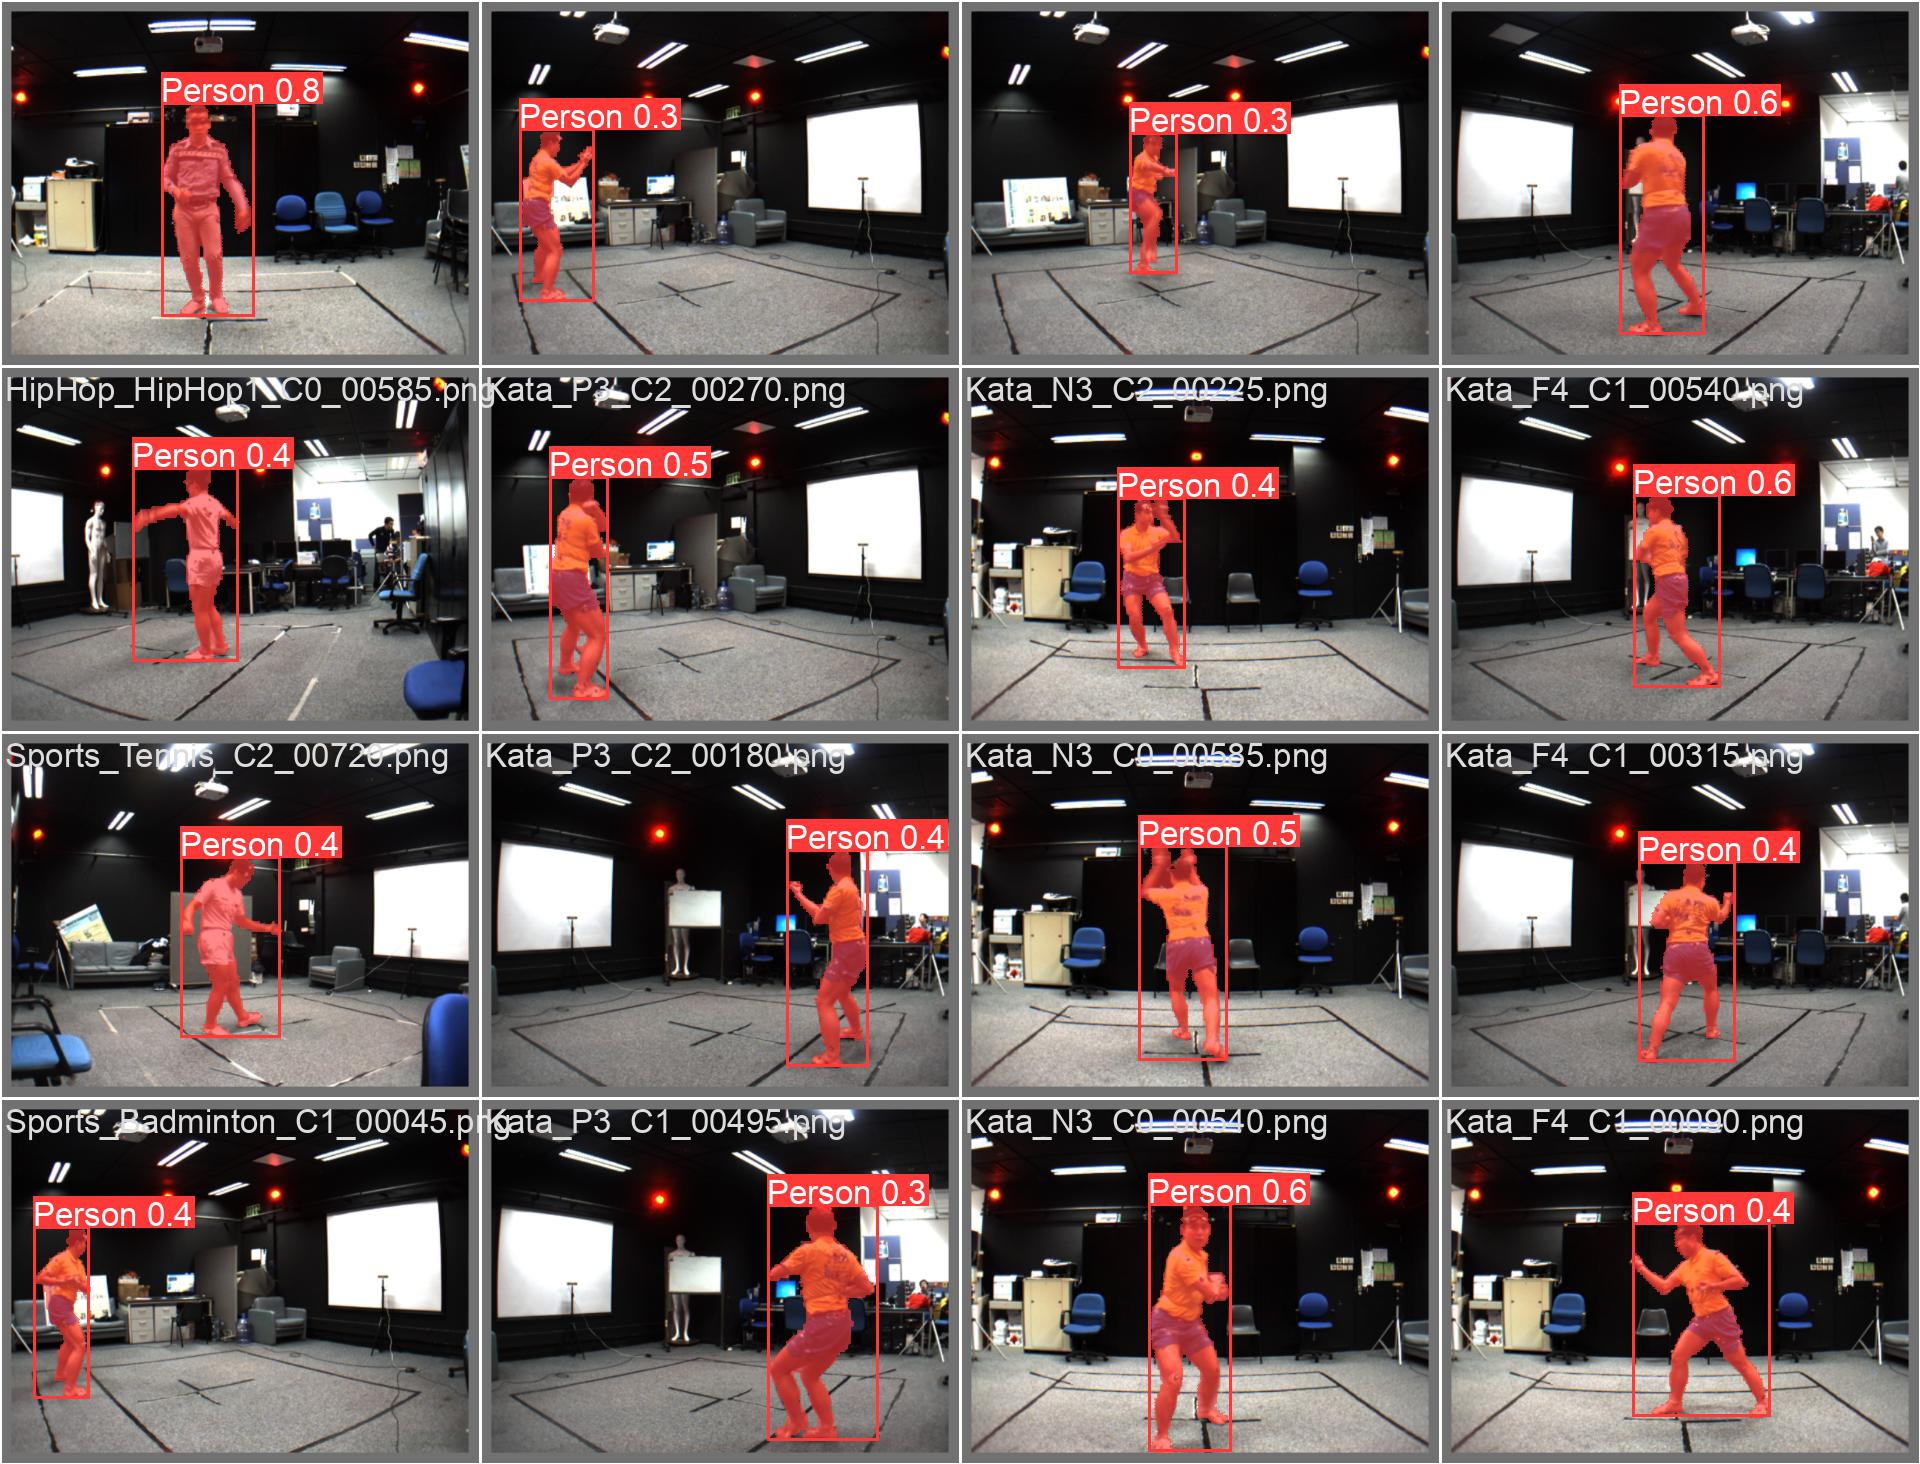 Person 0.8
Person 0.3
Person 0.3
Person 0.6
HipHop_HipHop1_C0_00585.png
Kata_P3_C2_00270.png
Kata_N3_C2_00225.png
Kata_F4_C1_00540.png
Person 0.4
Person 0.5
Person 0.4
Person 0.6
Sports_Tennis_C2_00720.png
Kata_P3_C2_00180.png
Kata_N3_C0_00585.png
Kata_F4_C1_00315.png
Person 0.4
Person 0.4
Person 0.5
Person 0.4
Sports_Badminton_C1_00045.png
Kata_P3_C1_00495.png
Kata_N3_C0_00540.png
Kata_F4_C1_00090.png
Person 0.4
Person 0.3
Person 0.6
Person 0.4